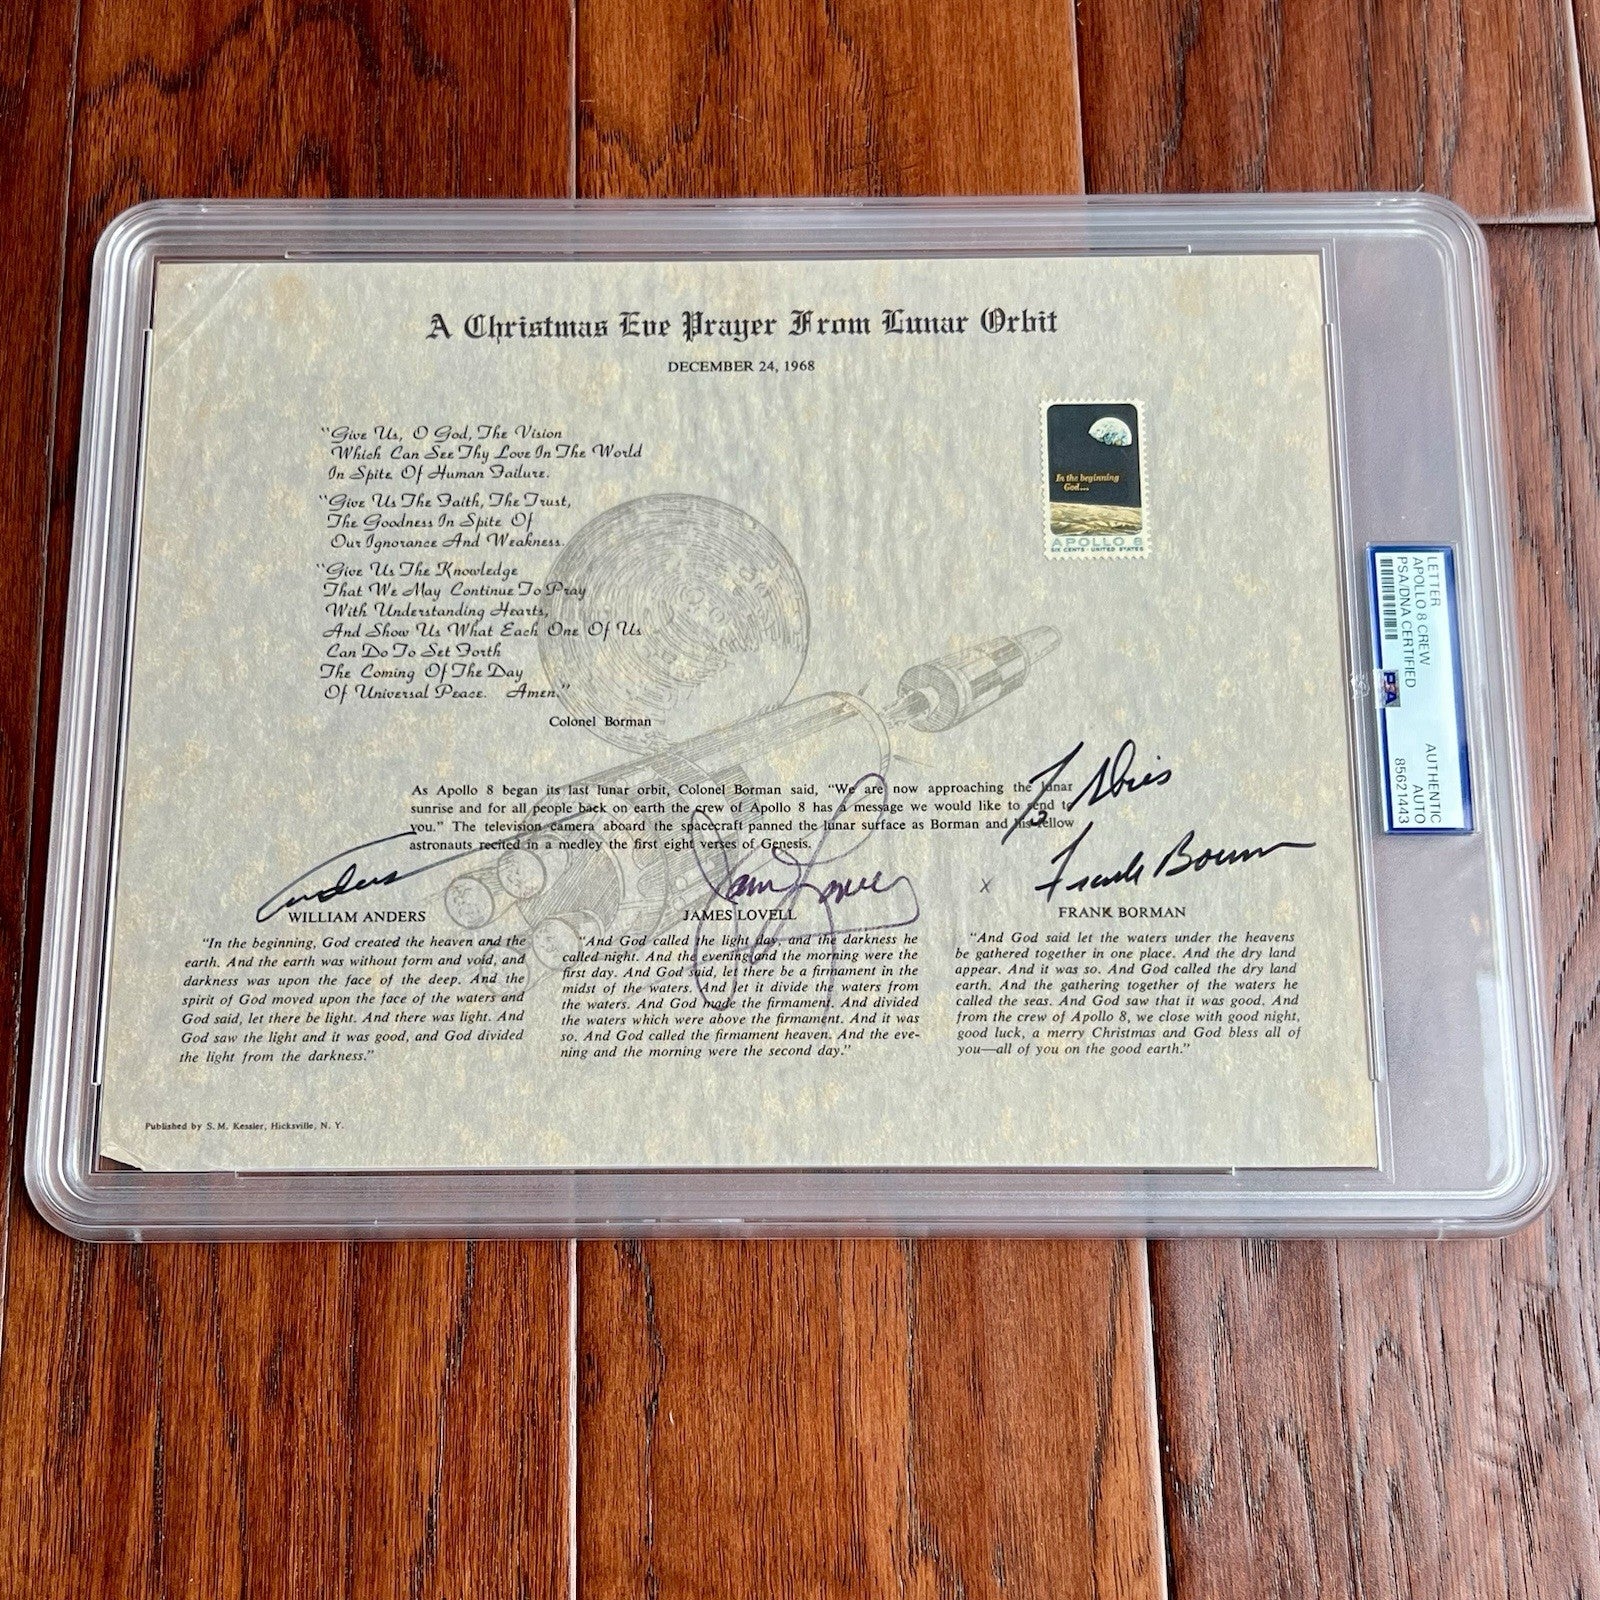 A Christmas Eve Prayer From Lunar Orbit
DECEMBER 24, 1968
"Give Us, O God, The Vision
Which Can See Thy Love In The World
In Spite Of Human Failure.
"Give Us The Faith, The Trust,
The Goodness In Spite Of
Our Ignorance And Weakness.
"Give Us The Knowledge
That We May Continue To Pray
With Understanding Hearts,
And Show Us What Each One Of Us
Can Do To Set Forth
The Coming Of The Day
Of Universal Peace. Amen."
Colonel Borman
In the beginning
God...
APOLLO 8
SIX CENTS · UNITED STATES
As Apollo 8 began its last lunar orbit, Colonel Borman said, "We are now approaching the lunar
sunrise and for all people back on earth the crew of Apollo 8 has a message we would like to send to
you." The television camera aboard the spacecraft panned the lunar surface as Borman and his fellow
astronauts recited in a medley the first eight verses of Genesis.
To
Anders
James Lovell
x
Frank Borman
WILLIAM ANDERS
JAMES LOVELL
FRANK BORMAN
"In the beginning, God created the heaven and the
earth. And the earth was without form and void, and
darkness was upon the face of the deep. And the
spirit of God moved upon the face of the waters and
God said, let there be light. And there was light. And
God saw the light and it was good, and God divided
the light from the darkness."
"And God called the light day, and the darkness he
called night. And the evening and the morning were the
first day. And God said, let there be a firmament in the
midst of the waters. And let it divide the waters from
the waters. And God made the firmament. And divided
the waters which were above the firmament. And it was
so. And God called the firmament heaven. And the eve-
ning and the morning were the second day."
"And God said let the waters under the heavens
be gathered together in one place. And the dry land
appear. And it was so. And God called the dry land
earth. And the gathering together of the waters he
called the seas. And God saw that it was good. And
from the crew of Apollo 8, we close with good night,
good luck, a merry Christmas and God bless all of
you—all of you on the good earth."
Published by S. M. Kessler, Hicksville, N. Y.
LETTER
APOLLO 8 CREW
PSA/DNA CERTIFIED
PSA
AUTHENTIC
AUTO
85621443